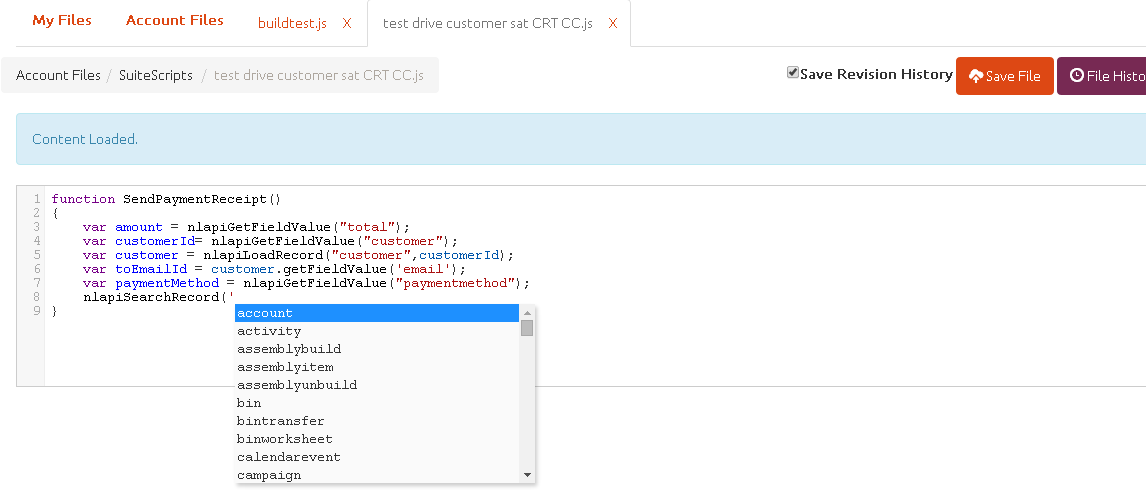 My Files Account Files buildtest.js X test drive customer sat CRT CC.js X
Account Files / SuiteScripts / test drive customer sat CRT CC.js Save Revision History Save File File Histo
Content Loaded.
1 function SendPaymentReceipt()
2 {
3 var amount = nlapiGetFieldValue("total");
4 var customerId= nlapiGetFieldValue("customer");
5 var customer = nlapiLoadRecord("customer",customerId);
6 var toEmailId = customer.getFieldValue('email');
7 var paymentMethod = nlapiGetFieldValue("paymentmethod");
8 nlapiSearchRecord('
9 }
account
activity
assemblybuild
assemblyitem
assemblyunbuild
bin
bintransfer
binworksheet
calendarevent
campaign